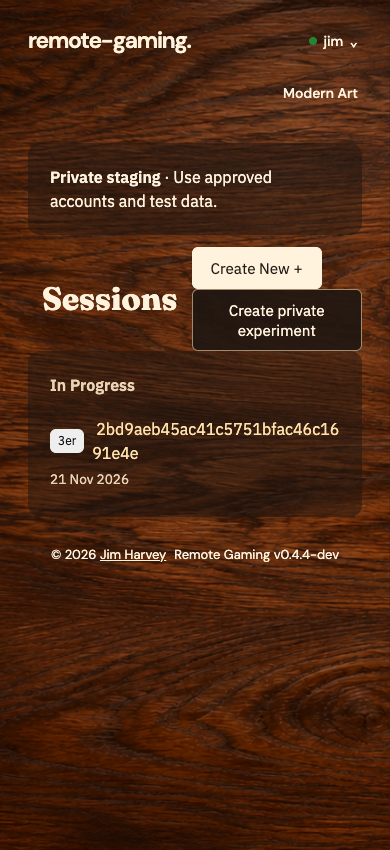 remote-gaming.
jim
Modern Art
Private staging · Use approved
accounts and test data.
Sessions
Create New +
Create private
experiment
In Progress
3er
2bd9aeb45ac41c5751bfac46c16
91e4e
21 Nov 2026
© 2026 Jim Harvey Remote Gaming v0.4.4-dev